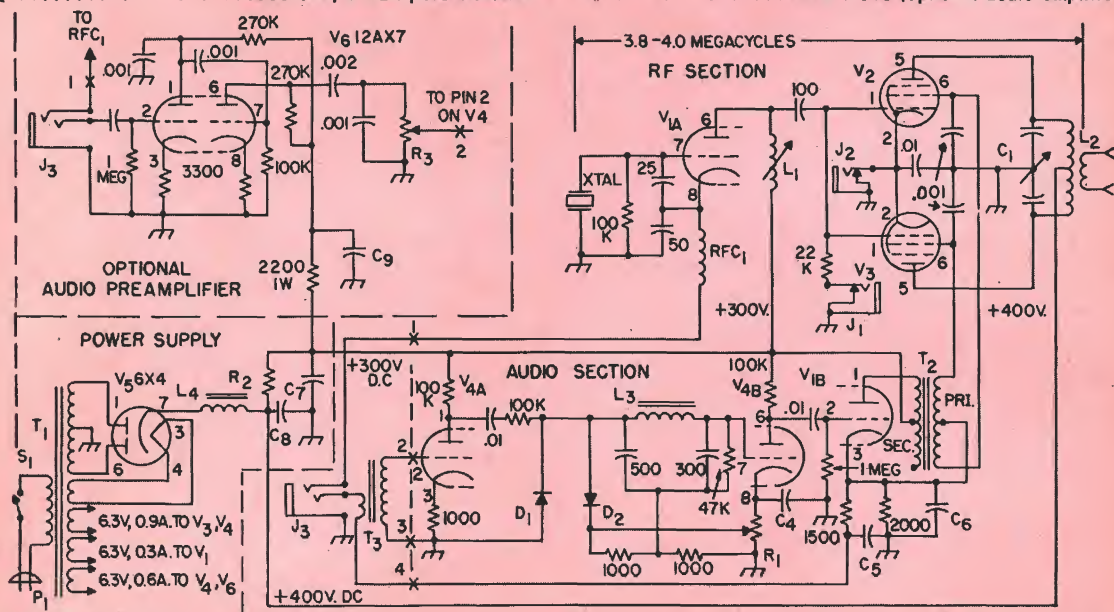 TO
RFC₁
270K
V₆ 12AX7
.001
.001
270K
.002
1
1
6
2
7
.001
TO PIN 2
ON V4
R₃
2
J₃
1
MEG
3
3300
8
100K
OPTIONAL
AUDIO PREAMPLIFIER
2200
1W
C₉
3.8-4.0 MEGACYCLES
RF SECTION
V₂
5
6
1
2
100
V₁A
6
7
8
L₁
J₂
.01
C₁
L₂
XTAL
25
.001
100
K
50
RFC₁
2
1
6
5
22
K
V₃
J₁
+300V.
+400V.
POWER SUPPLY
V₅ 6X4
L₄
R₂
1
7
3
6
4
T₁
S₁
P₁
C₇
C₈
6.3V, 0.9A. TO V₃, V₄
6.3V, 0.3A. TO V₁
6.3V, 0.6A. TO V₄, V₆
+400V. DC
+300V
D.C
1
AUDIO SECTION
100
K
V₄A
1
.01
100K
2
2
3
3
1000
J₃
T₃
4
D₁
D₂
L₃
500
300
47K
1000
1000
100K
V₄B
6
7
8
.01
C₄
R₁
V₁B
1
2
3
1 MEG
T₂
PRI.
SEC.
1500
2000
C₅
C₆